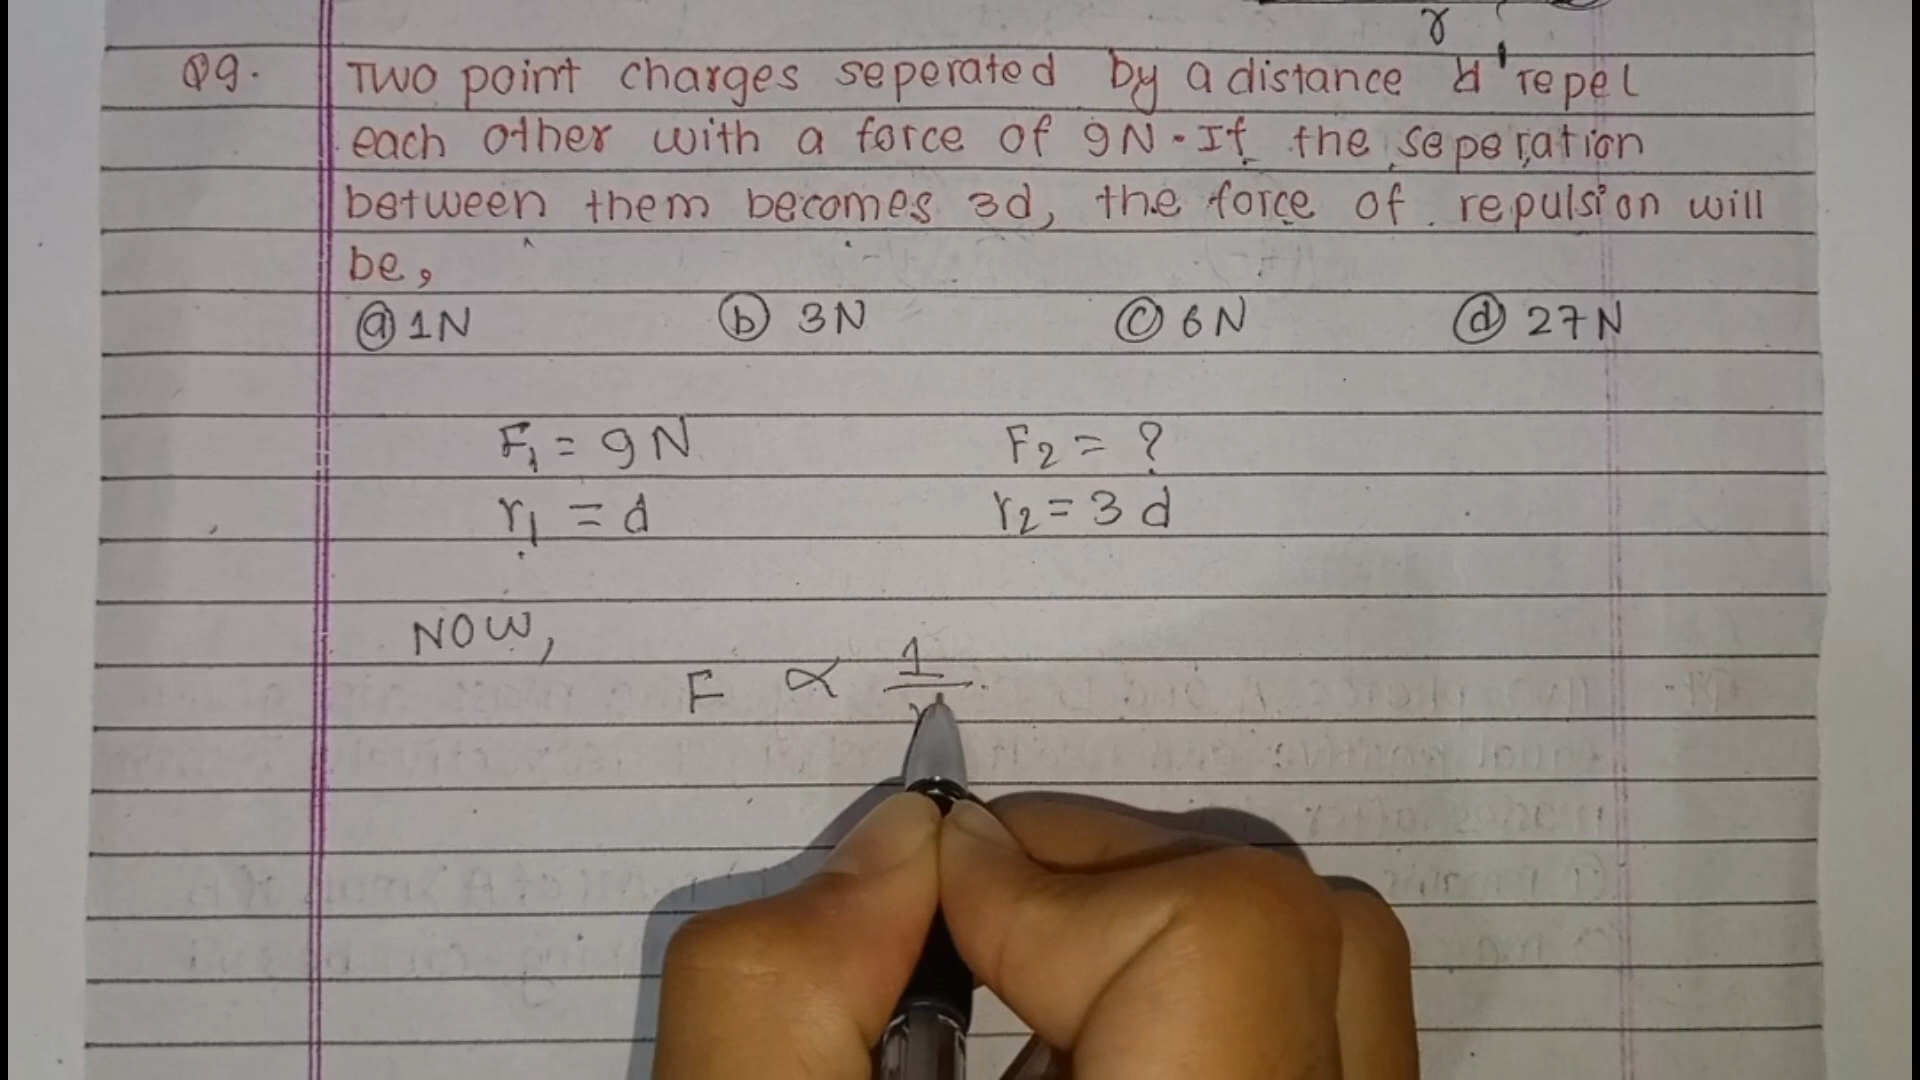 r
Q9. Two point charges seperated by a distance 'd' repel
each other with a force of 9N. If the seperation
between them becomes 3d, the force of repulsion will
be,
(a) 1N (b) 3N (c) 6N (d) 27N
F₁ = 9N F₂ = ?
r₁ = d r₂ = 3d
NOW,
F ∝ 1/r